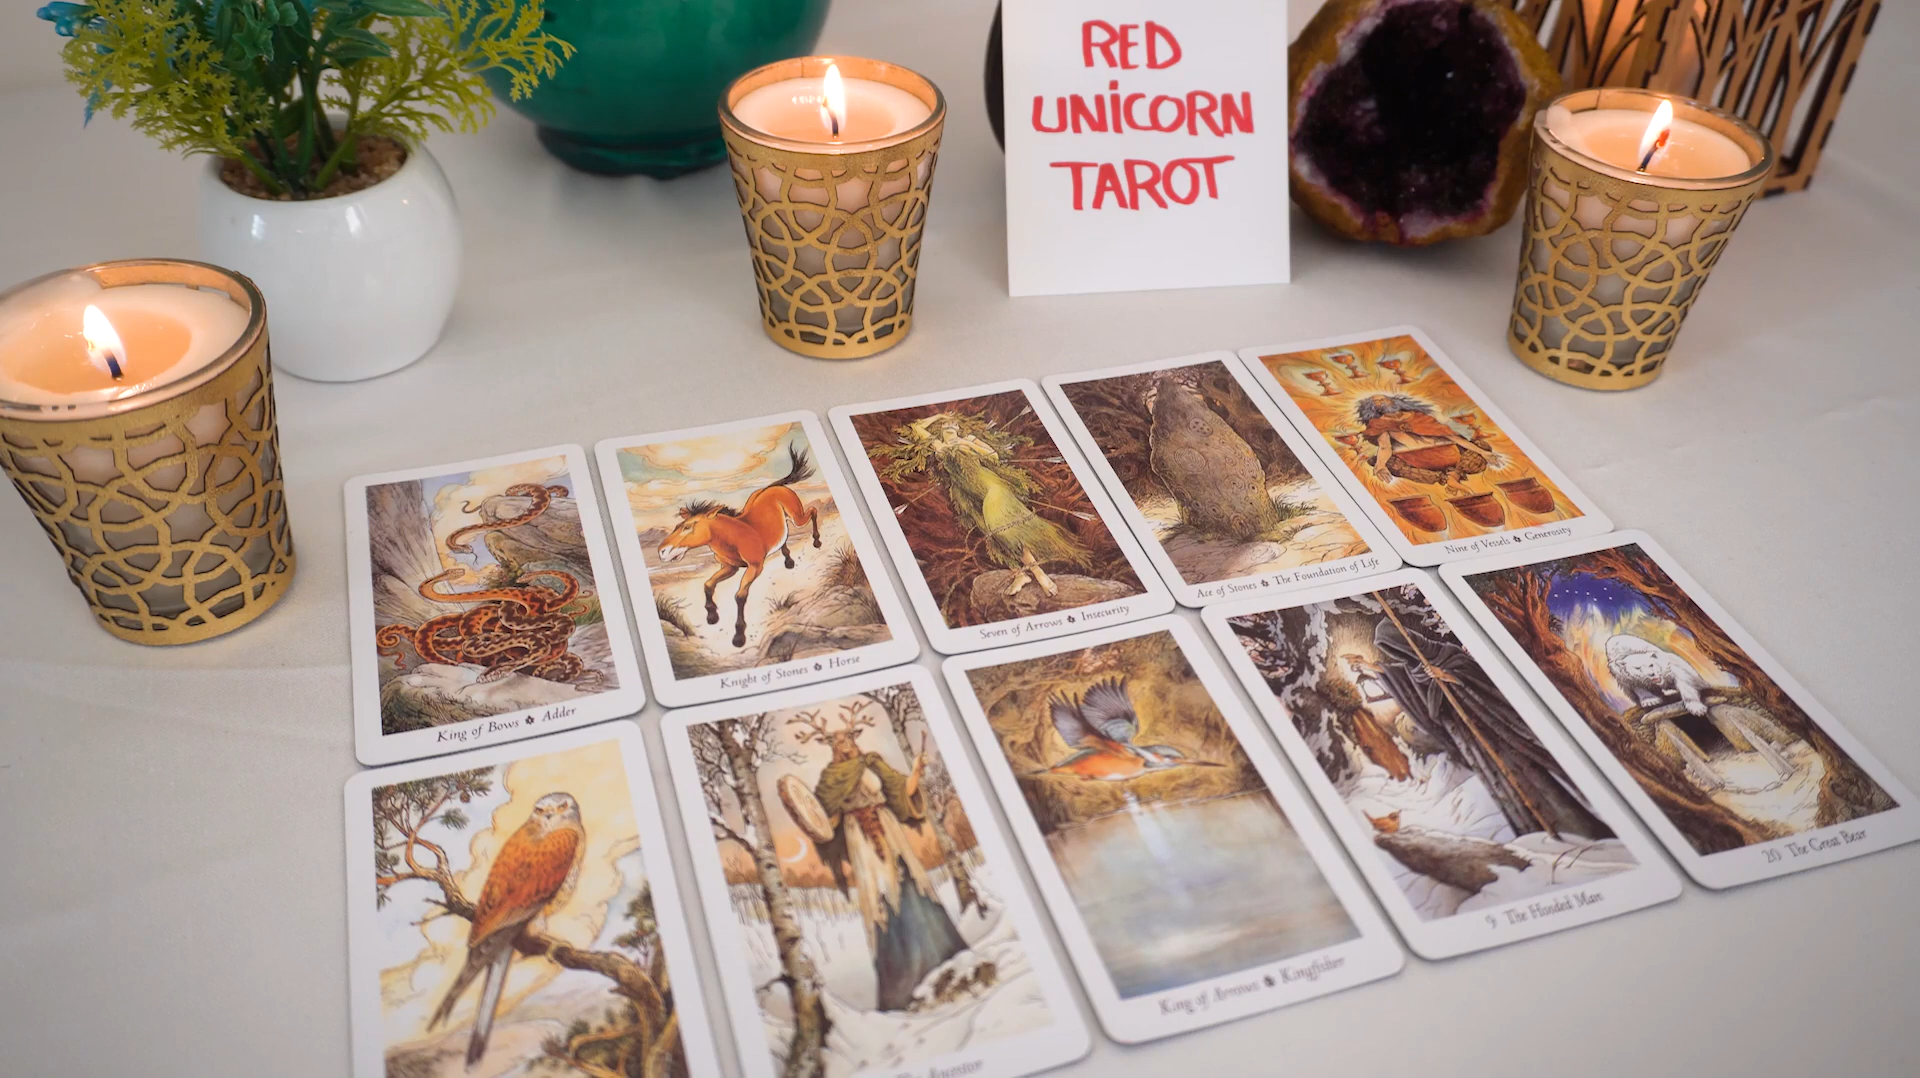 RED
UNICORN
TAROT
King of Bows Adder
Knight of Stones Horse
Seven of Arrows Insecurity
Ace of Stones The Foundation of Life
Nine of Vessels Generosity
The Ancestor
King of Arrows Kingfisher
9 The Hooded Man
20 The Great Bear